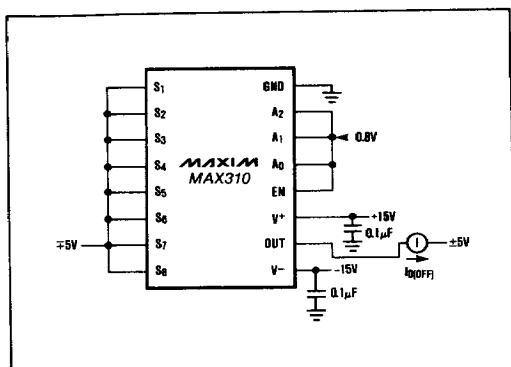 S1
S2
S3
S4
S5
S6
S7
S8
∓5V
MAXIM
MAX310
GND
A2
A1
A0
EN
V+
OUT
V−
0.8V
+15V
0.1µF
±5V
I
ID(OFF)
−15V
0.1µF